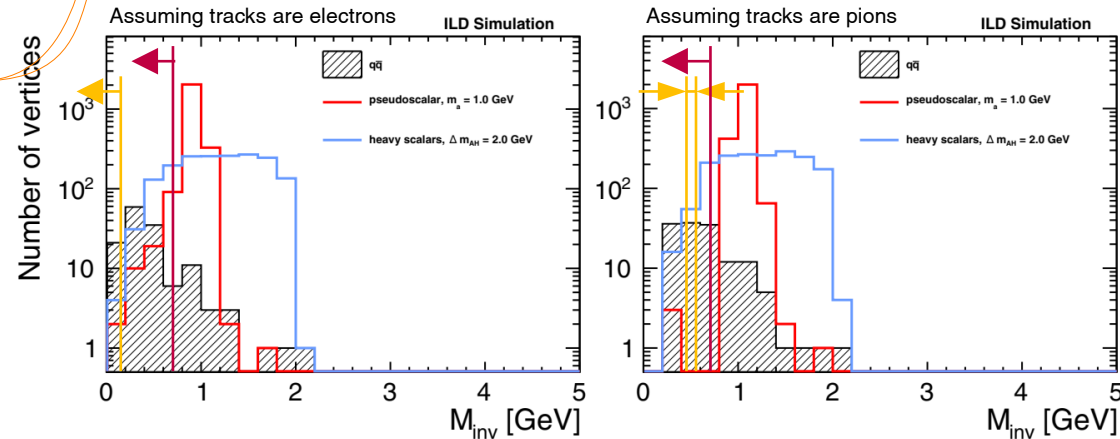 Assuming tracks are electrons
ILD Simulation
Number of vertices
qq̄
pseudoscalar, mₐ = 1.0 GeV
heavy scalars, Δ m_AH = 2.0 GeV
10³
10²
10
1
0 1 2 3 4 5
M_inv [GeV]
Assuming tracks are pions
ILD Simulation
qq̄
pseudoscalar, mₐ = 1.0 GeV
heavy scalars, Δ m_AH = 2.0 GeV
10³
10²
10
1
0 1 2 3 4 5
M_inv [GeV]